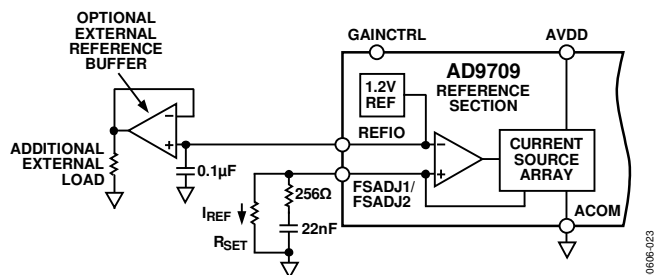 OPTIONAL
EXTERNAL
REFERENCE
BUFFER
GAINCTRL
AVDD
1.2V
REF
AD9709
REFERENCE
SECTION
REFIO
ADDITIONAL
EXTERNAL
LOAD
0.1µF
CURRENT
SOURCE
ARRAY
256Ω
FSADJ1/
FSADJ2
IREF
22nF
RSET
ACOM
−
+
−
+
0606-023